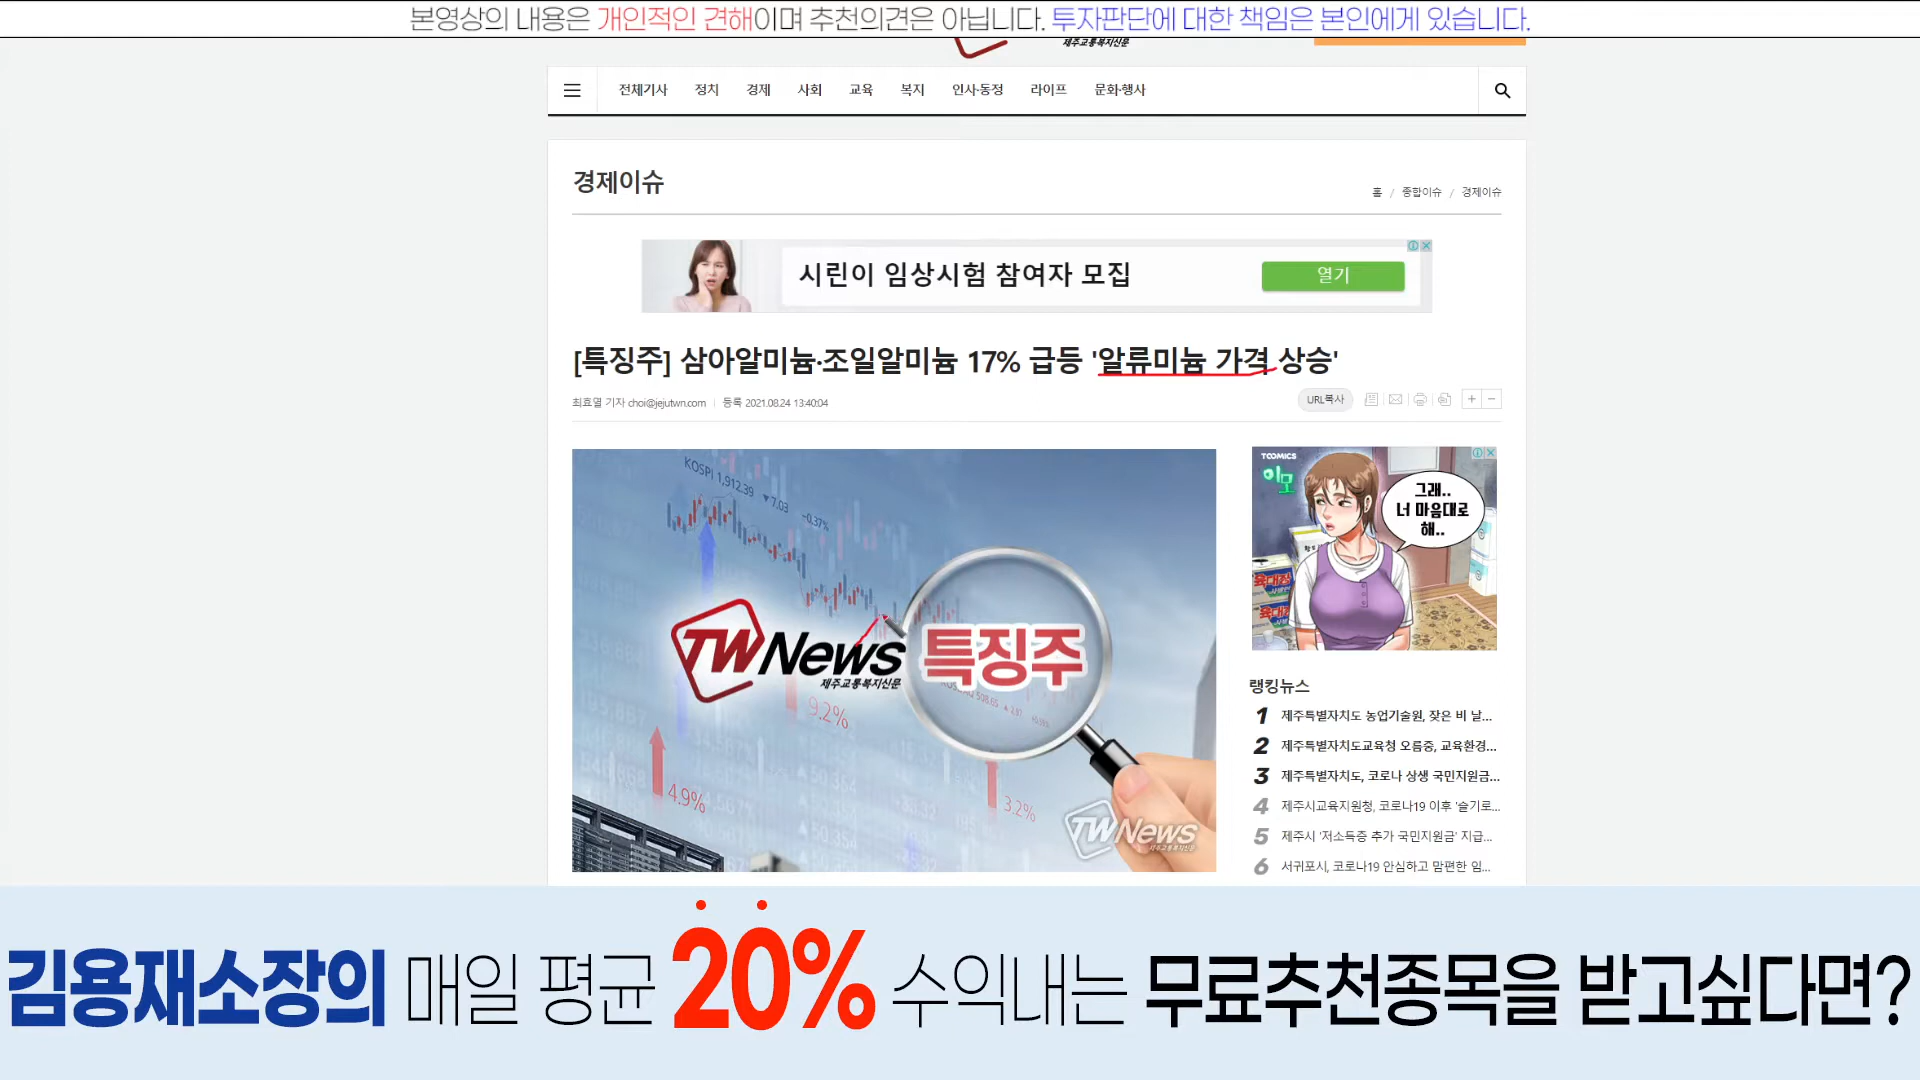 본영상의 내용은 개인적인 견해이며 추천의견은 아닙니다. 투자판단에 대한 책임은 본인에게 있습니다.
제주교통복지신문
전체기사 정치 경제 사회 교육 복지 인사·동정 라이프 문화·행사
경제이슈
홈 / 종합이슈 / 경제이슈
시린이 임상시험 참여자 모집
열기
[특징주] 삼아알미늄·조일알미늄 17% 급등 '알류미늄 가격 상승'
최효열 기자 choi@jejutwn.com 등록 2021.08.24 13:40:04
URL복사
KOSPI 1,912.39 ▼7.03 -0.37%
TWNews
제주교통복지신문
특징주
9.2%
4.9%
3.2%
TWNews
제주교통복지신문
TOOMICS
이모
그래..
너 마음대로
해..
랭킹뉴스
1 제주특별자치도 농업기술원, 잦은 비 날...
2 제주특별자치도교육청 오름중, 교육환경...
3 제주특별자치도, 코로나 상생 국민지원금...
4 제주시교육지원청, 코로나19 이후 '슬기로...
5 제주시 '저소득층 추가 국민지원금' 지급...
6 서귀포시, 코로나19 안심하고 맘편한 임...
김용재소장의 매일 평균 20% 수익내는 무료추천종목을 받고싶다면?